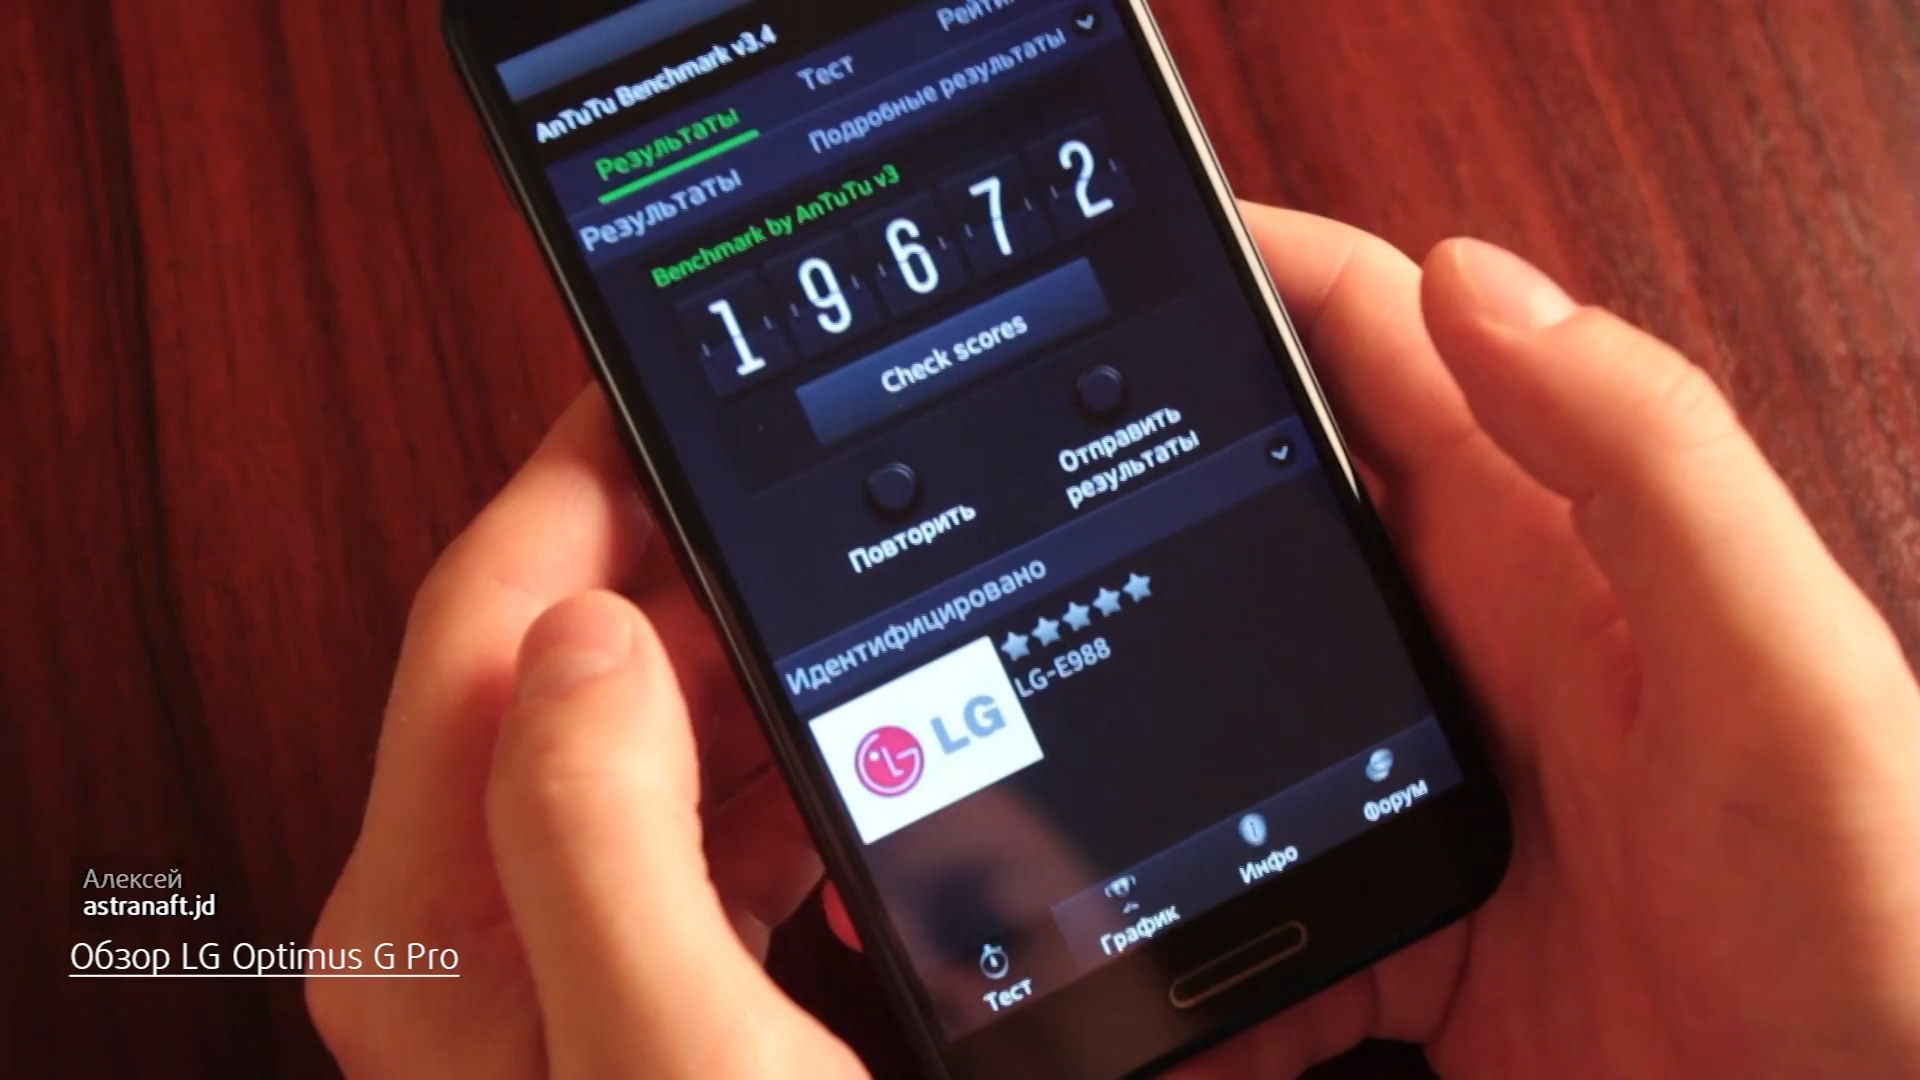 AnTuTu Benchmark v3.4
Результаты
Тест
Рейти
Результаты
Подробные результаты
Benchmark by AnTuTu v3
19672
Check scores
Повторить
Отправить
результаты
Идентифицировано
LG-E988
LG
Тест
График
Инфо
Форум
Алексей
astranaft.jd
Обзор LG Optimus G Pro